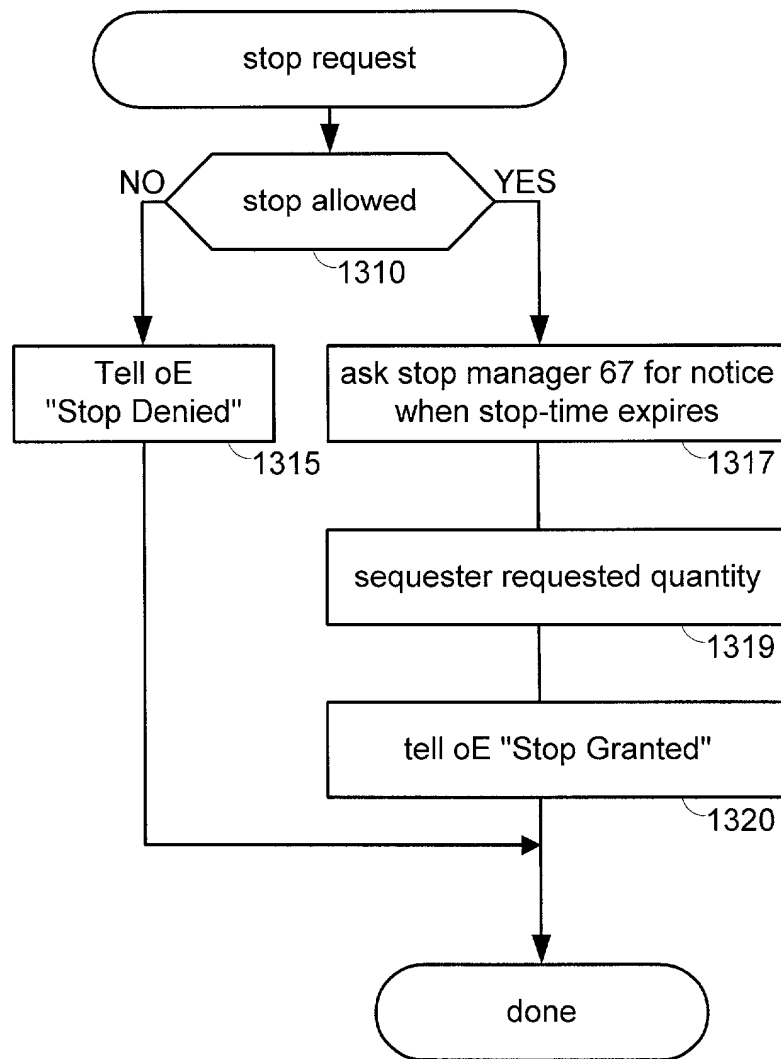 stop request
NO
YES
stop allowed
1310
Tell oE
"Stop Denied"
1315
ask stop manager 67 for notice
when stop-time expires
1317
sequester requested quantity
1319
tell oE "Stop Granted"
1320
done